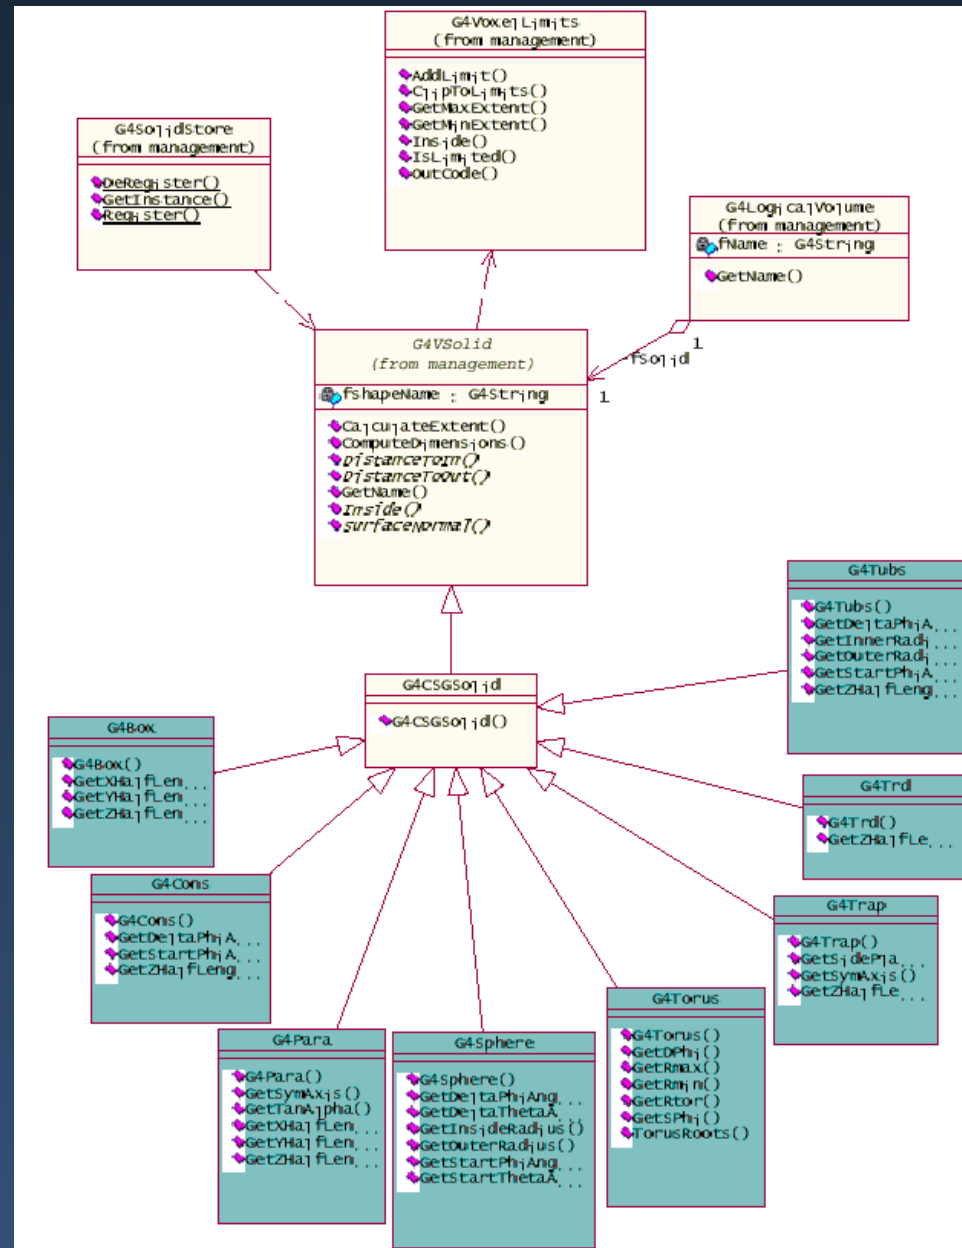 G4VoxelLimits
(from management)
AddLimit()
ClipToLimits()
GetMaxExtent()
GetMinExtent()
Inside()
IsLimited()
OutCode()
G4SolidStore
(from management)
DeRegister()
GetInstance()
Register()
G4LogicalVolume
(from management)
fName : G4String
GetName()
1
-fSolid
1
G4VSolid
(from management)
fshapeName : G4String
CalculateExtent()
ComputeDimensions()
DistanceToIn()
DistanceToOut()
GetName()
Inside()
SurfaceNormal()
G4CSGSolid
G4CSGSolid()
G4Tubs
G4Tubs()
GetDeltaPhiA...
GetInnerRadi...
GetOuterRadi...
GetStartPhiA...
GetZHalfLeng...
G4Box
G4Box()
GetXHalfLen...
GetYHalfLen...
GetZHalfLen...
G4Trd
G4Trd()
GetZHalfLe...
G4Cons
G4Cons()
GetDeltaPhiA...
GetStartPhiA...
GetZHalfLeng...
G4Trap
G4Trap()
GetSidePla...
GetSymAxis()
GetZHalfLe...
G4Para
G4Para()
GetSymAxis()
GetTanAlpha()
GetXHalfLen...
GetYHalfLen...
GetZHalfLen...
G4Sphere
G4Sphere()
GetDeltaPhiAng...
GetDeltaThetaA...
GetInsideRadius()
GetOuterRadius()
GetStartPhiAng...
GetStartThetaA...
G4Torus
G4Torus()
GetDPhi()
GetRmax()
GetRmin()
GetRtor()
GetSPhi()
TorusRoots()